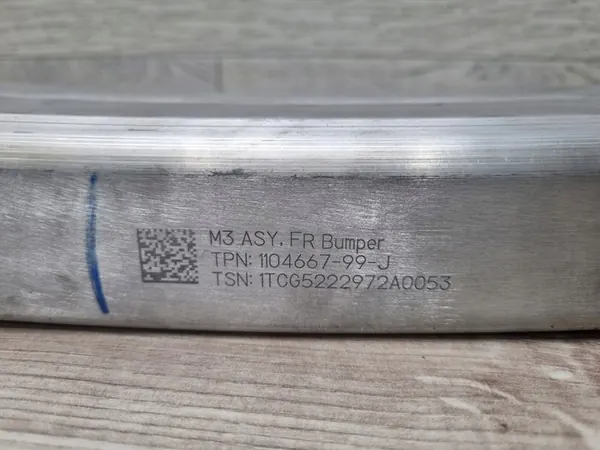 M3 ASY, FR Bumper
TPN: 1104667-99-J
TSN: 1TCG5222972A0053